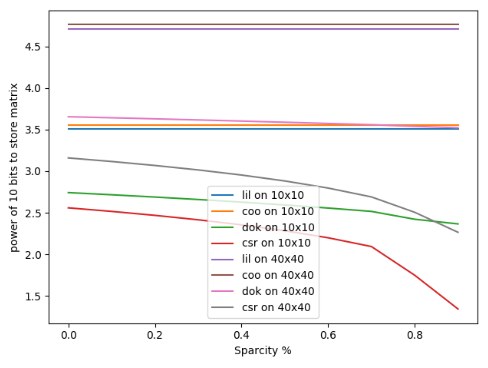 power of 10 bits to store matrix
4.5
4.0
3.5
3.0
2.5
2.0
1.5
lil on 10x10
coo on 10x10
dok on 10x10
csr on 10x10
lil on 40x40
coo on 40x40
dok on 40x40
csr on 40x40
0.0 0.2 0.4 0.6 0.8
Sparcity %